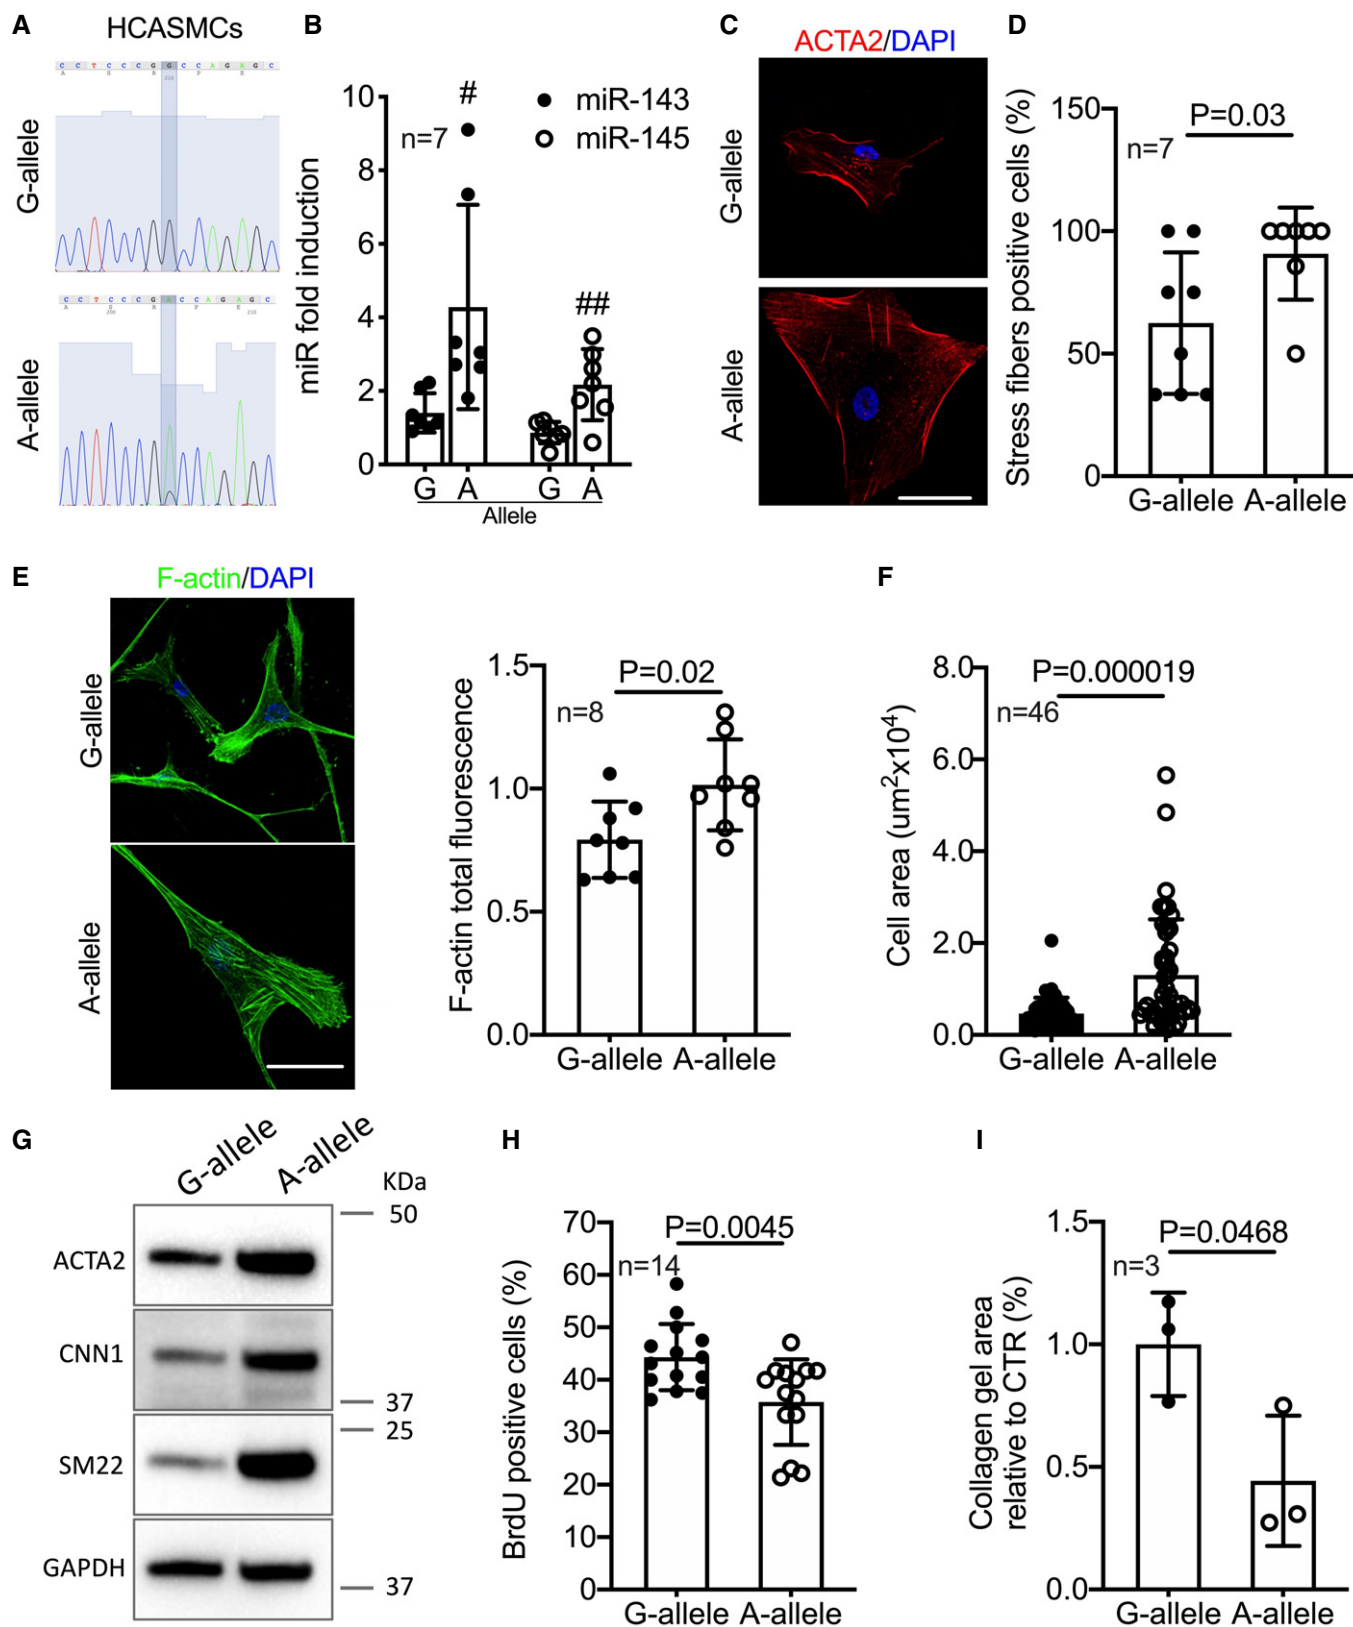 A
HCASMCs
G-allele
C C T C C C G G C C A G A G C
A S R P E
210
A-allele
C C T C C C G A C C A G A G C
A S R P E
200 210
B
miR fold induction
10
8
6
4
2
0
n=7
#
##
miR-143
miR-145
G A G A
Allele
C
ACTA2/DAPI
G-allele
A-allele
D
Stress fibers positive cells (%)
150
100
50
0
n=7
P=0.03
G-allele A-allele
E
F-actin/DAPI
G-allele
A-allele
F-actin total fluorescence
1.5
1.0
0.5
0.0
n=8
P=0.02
G-allele A-allele
F
Cell area (um²x10⁴)
8.0
6.0
4.0
2.0
0.0
n=46
P=0.000019
G-allele A-allele
G
G-allele A-allele
KDa
ACTA2
50
CNN1
37
25
SM22
GAPDH
37
H
BrdU positive cells (%)
70
60
50
40
30
20
10
0
n=14
P=0.0045
G-allele A-allele
I
Collagen gel area
relative to CTR (%)
1.5
1.0
0.5
0.0
n=3
P=0.0468
G-allele A-allele